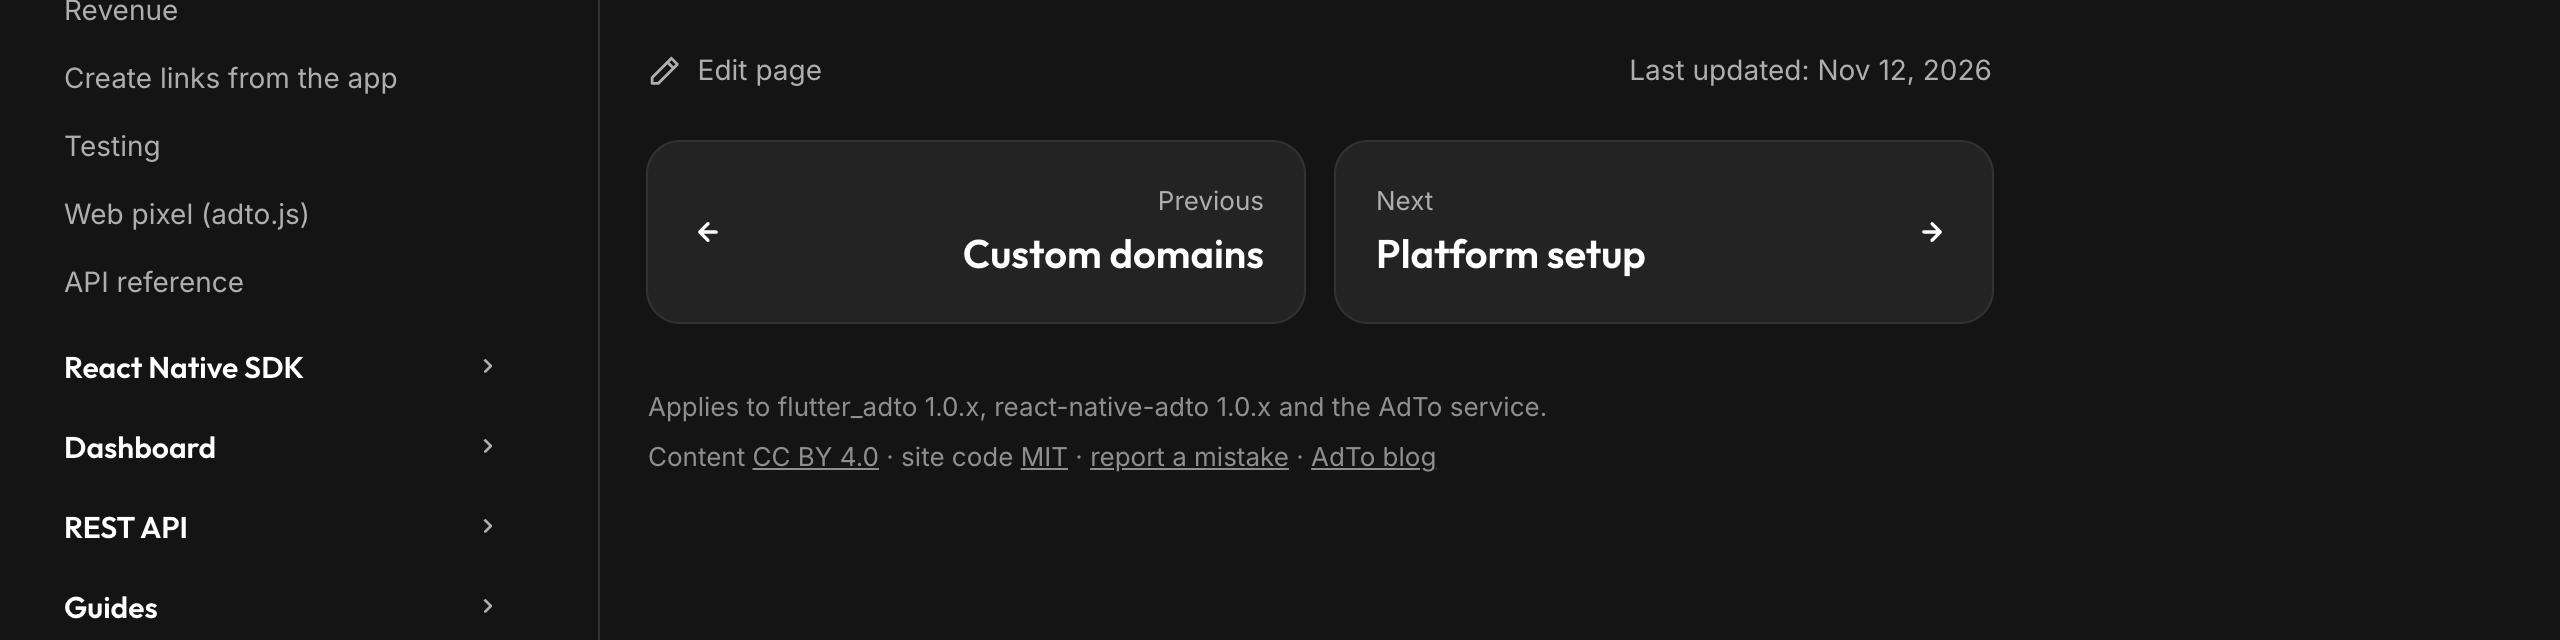 Revenue
Create links from the app
Testing
Web pixel (adto.js)
API reference
React Native SDK
Dashboard
REST API
Guides
Edit page
Last updated: Nov 12, 2026
Previous
Custom domains
Next
Platform setup
Applies to flutter_adto 1.0.x, react-native-adto 1.0.x and the AdTo service.
Content CC BY 4.0 · site code MIT · report a mistake · AdTo blog